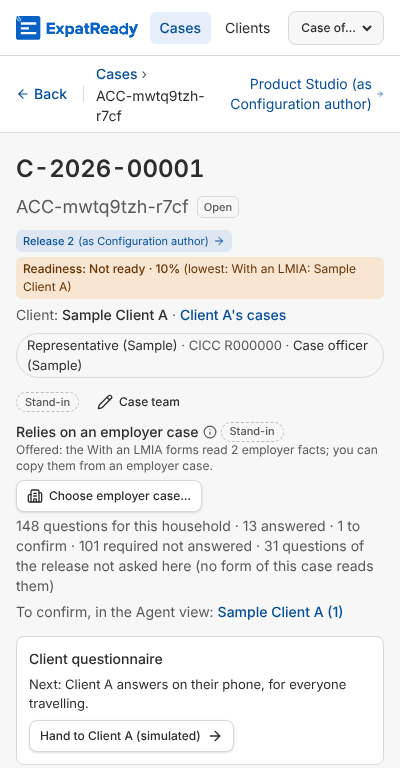 ExpatReady Cases Clients Case of...
Back
Cases ›
ACC-mwtq9tzh-
r7cf
Product Studio (as
Configuration author)
C-2026-00001
ACC-mwtq9tzh-r7cf Open
Release 2 (as Configuration author) →
Readiness: Not ready · 10% (lowest: With an LMIA: Sample
Client A)
Client: Sample Client A · Client A's cases
Representative (Sample) · CICC R000000 · Case officer
(Sample)
Stand-in Case team
Relies on an employer case Stand-in
Offered: the With an LMIA forms read 2 employer facts; you can
copy them from an employer case.
Choose employer case...
148 questions for this household · 13 answered · 1 to
confirm · 101 required not answered · 31 questions of
the release not asked here (no form of this case reads
them)
To confirm, in the Agent view: Sample Client A (1)
Client questionnaire
Next: Client A answers on their phone, for everyone
travelling.
Hand to Client A (simulated) →